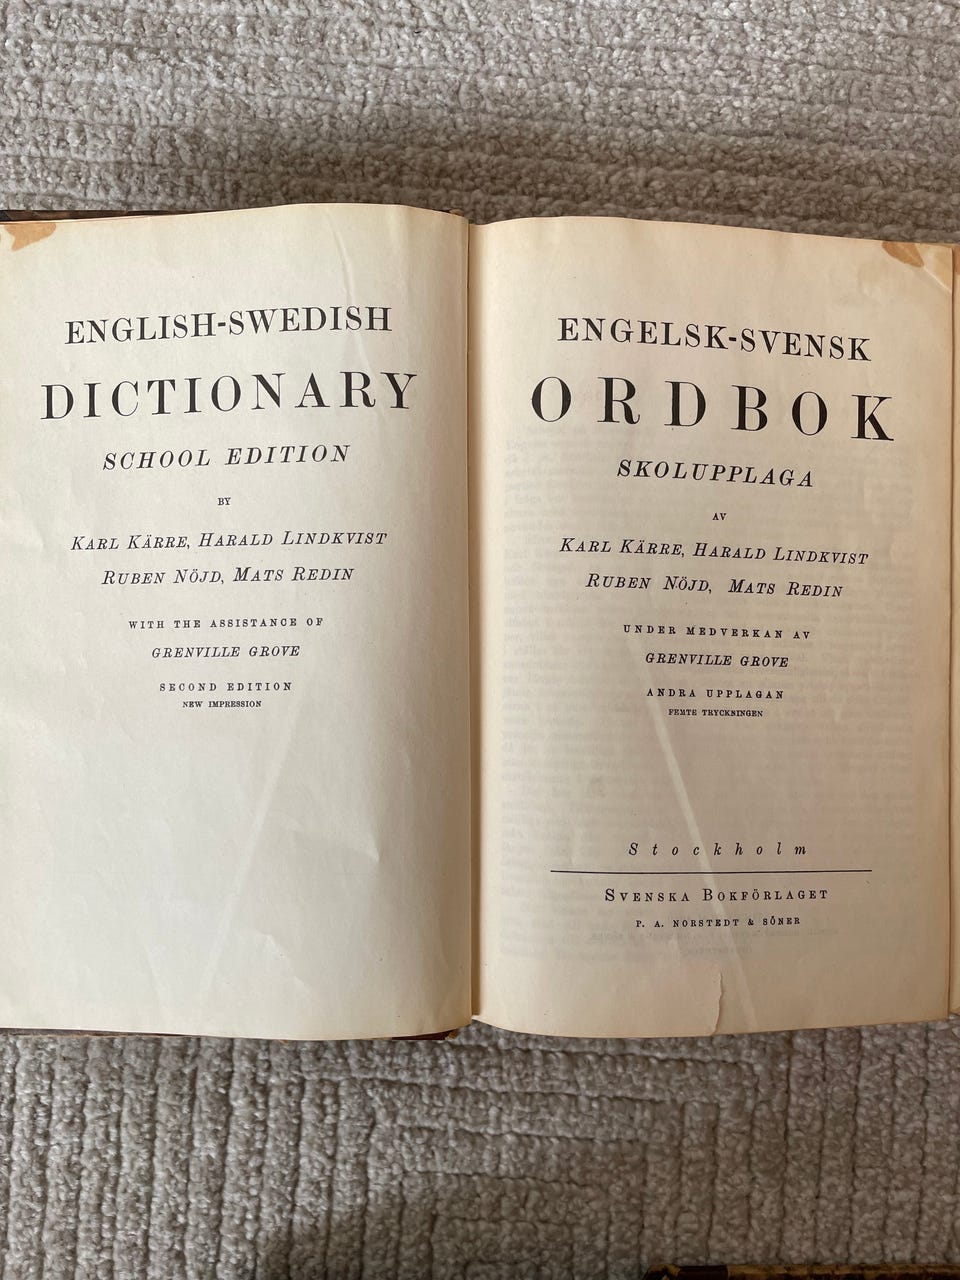 ENGLISH-SWEDISH
DICTIONARY
SCHOOL EDITION
BY
KARL KÄRRE, HARALD LINDKVIST
RUBEN NÖJD, MATS REDIN
WITH THE ASSISTANCE OF
GRENVILLE GROVE
SECOND EDITION
NEW IMPRESSION
ENGELSK-SVENSK
ORDBOK
SKOLUPPLAGA
AV
KARL KÄRRE, HARALD LINDKVIST
RUBEN NÖJD, MATS REDIN
UNDER MEDVERKAN AV
GRENVILLE GROVE
ANDRA UPPLAGAN
FEMTE TRYCKNINGEN
Stockholm
SVENSKA BOKFÖRLAGET
P. A. NORSTEDT & SÖNER